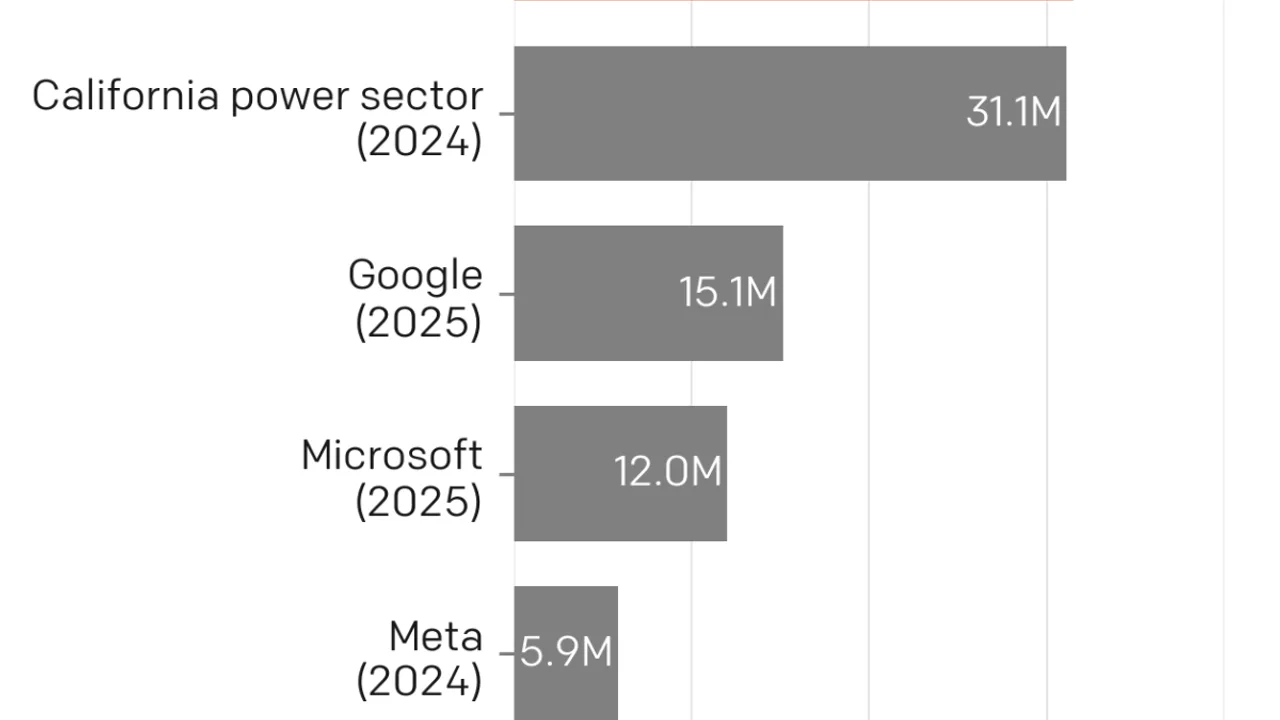 California power sector
(2024)
31.1M
Google
(2025)
15.1M
Microsoft
(2025)
12.0M
Meta
(2024)
5.9M